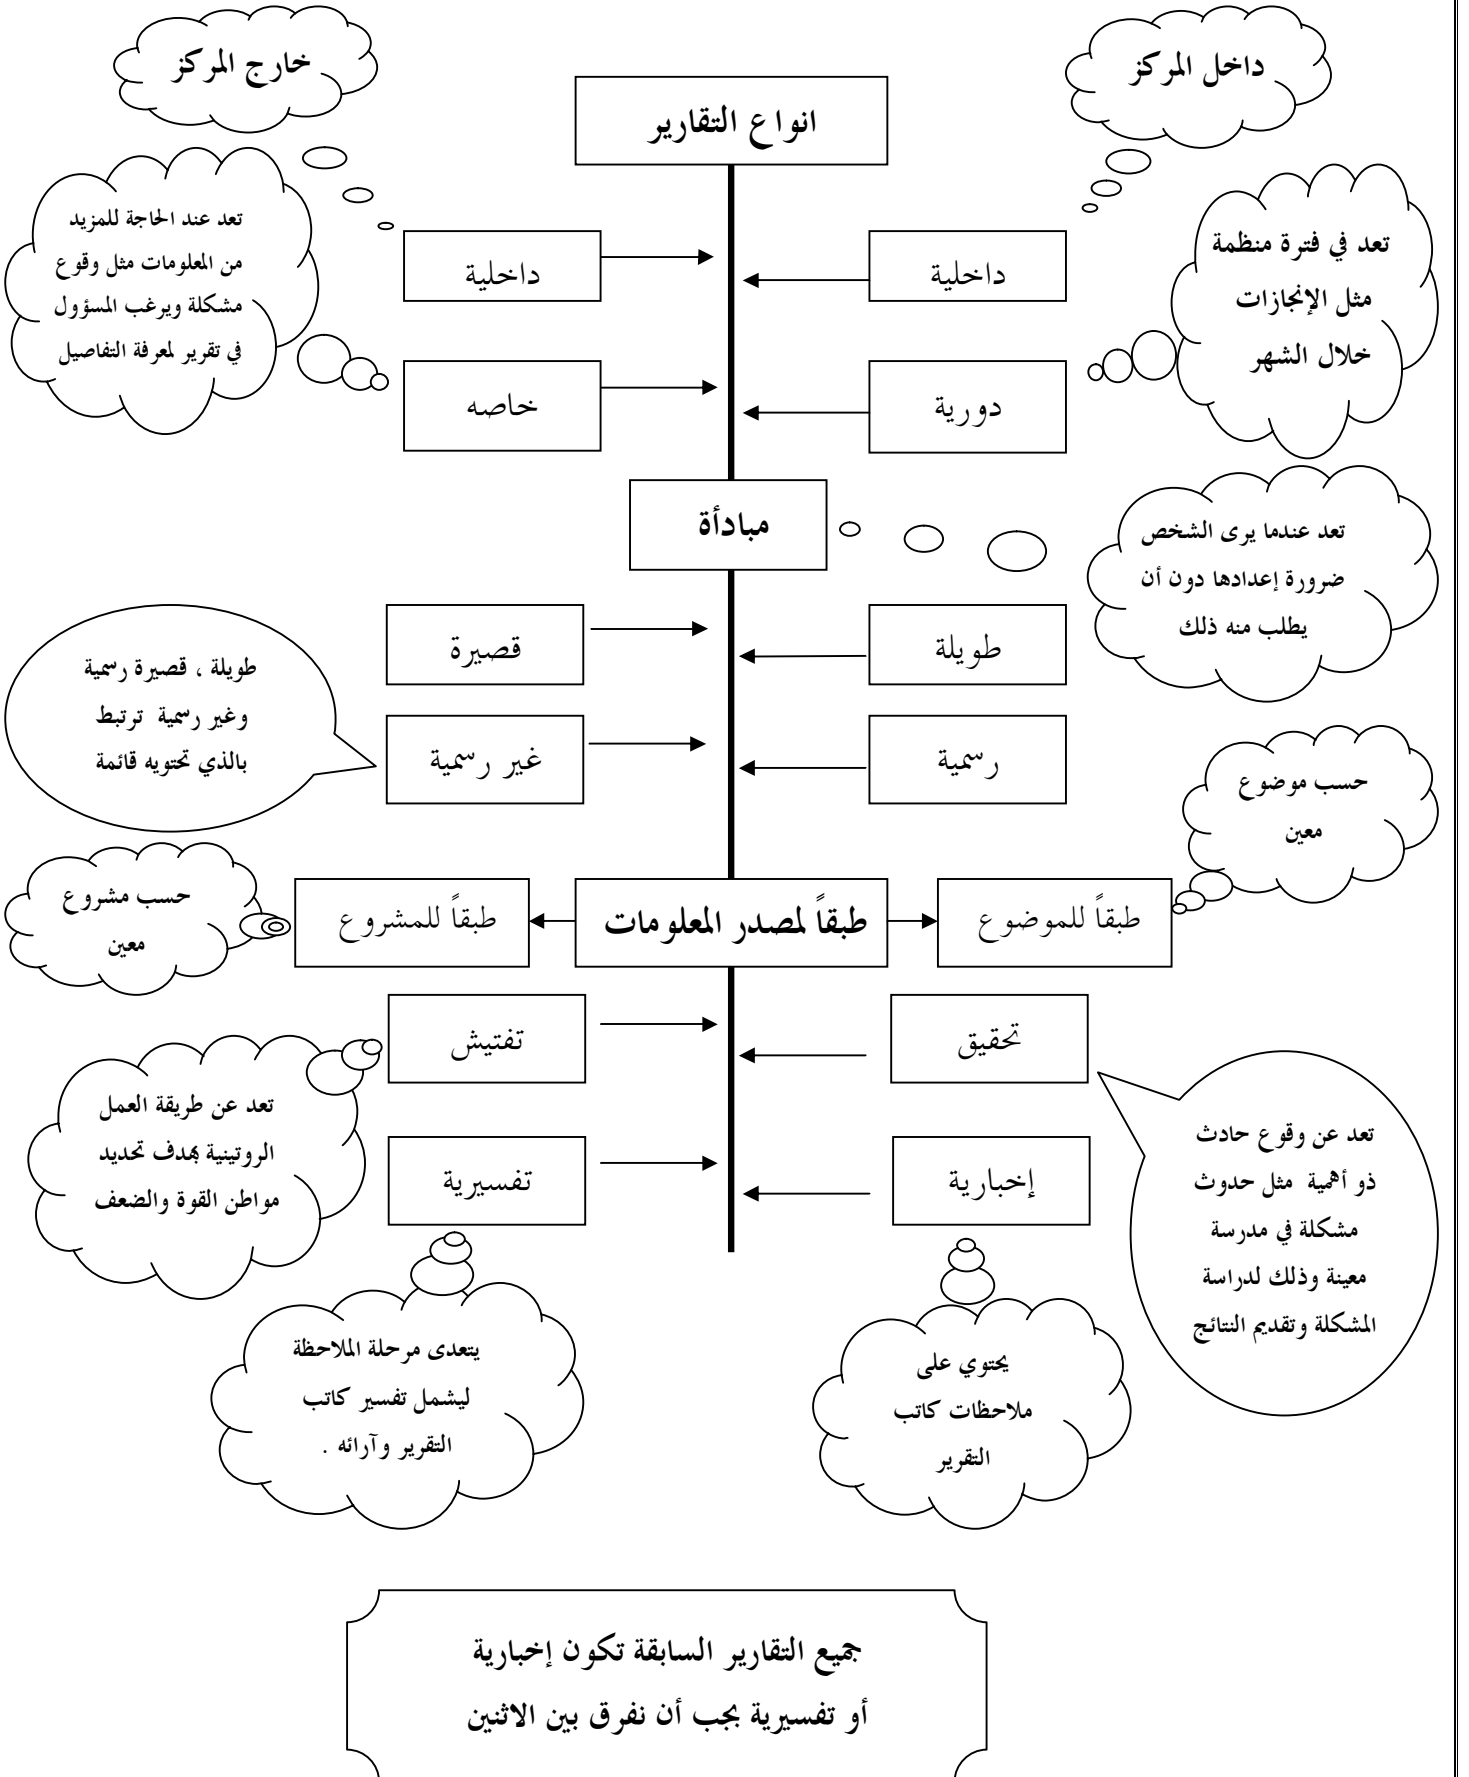 خارج المركز
داخل المركز
انواع التقارير
تعد في فترة منظمة
مثل الإنجازات
خلال الشهر
تعد عند الحاجة للمزيد
من المعلومات مثل وقوع
مشكلة ويرغب المسؤول
في تقرير لمعرفة التفاصيل
داخلية
داخلية
دورية
خاصه
مبادأة
تعد عندما يرى الشخص
ضرورة إعدادها دون أن
يطلب منه ذلك
طويلة
قصيرة
طويلة ، قصيرة رسمية
وغير رسمية ترتبط
بالذي تحتويه قائمة
رسمية
غير رسمية
حسب موضوع
معين
حسب مشروع
معين
طبقاً للموضوع
طبقاً لمصدر المعلومات
طبقاً للمشروع
تحقيق
تفتيش
تعد عن طريقة العمل
الروتينية بهدف تحديد
مواطن القوة والضعف
تعد عن وقوع حادث
ذو أهمية مثل حدوث
مشكلة في مدرسة
معينة وذلك لدراسة
المشكلة وتقديم النتائج
إخبارية
تفسيرية
يحتوي على
ملاحظات كاتب
التقرير
يتعدى مرحلة الملاحظة
ليشمل تفسير كاتب
التقرير وآرائه .
جميع التقارير السابقة تكون إخبارية
أو تفسيرية بجب أن نفرق بين الاثنين